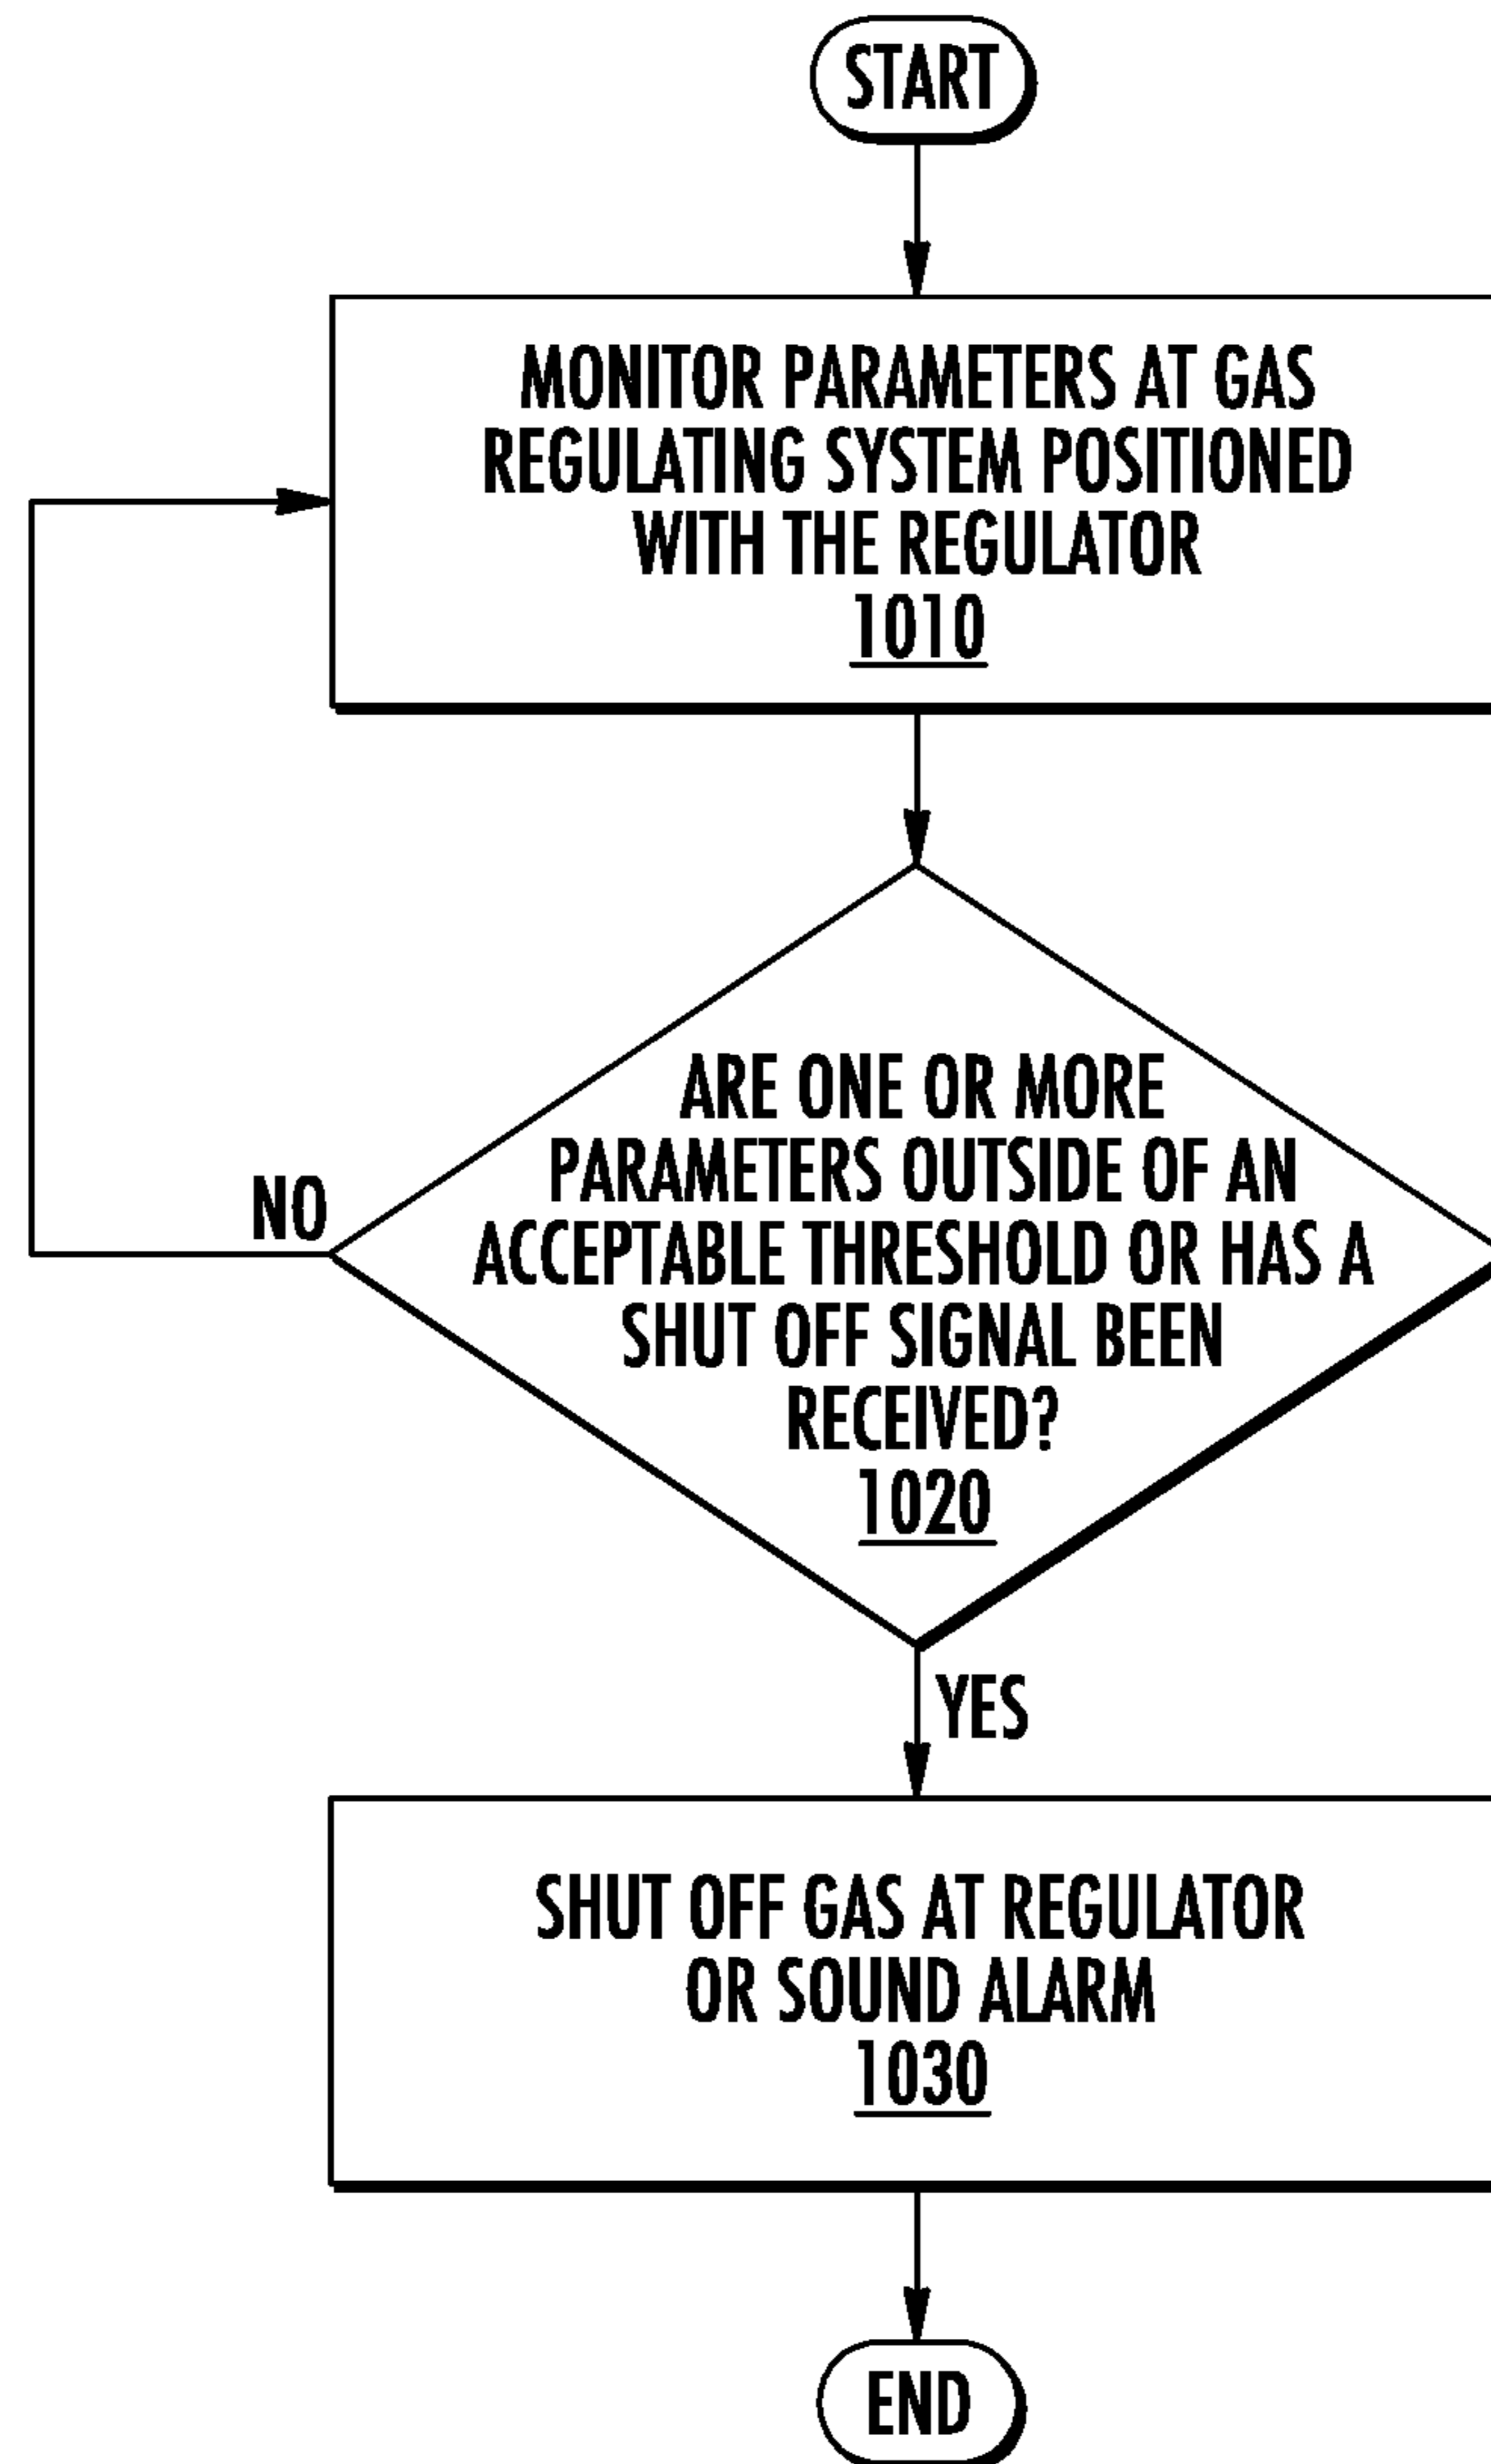 START
MONITOR PARAMETERS AT GAS
REGULATING SYSTEM POSITIONED
WITH THE REGULATOR
1010
ARE ONE OR MORE
PARAMETERS OUTSIDE OF AN
ACCEPTABLE THRESHOLD OR HAS A
SHUT OFF SIGNAL BEEN
RECEIVED?
1020
NO
YES
SHUT OFF GAS AT REGULATOR
OR SOUND ALARM
1030
END